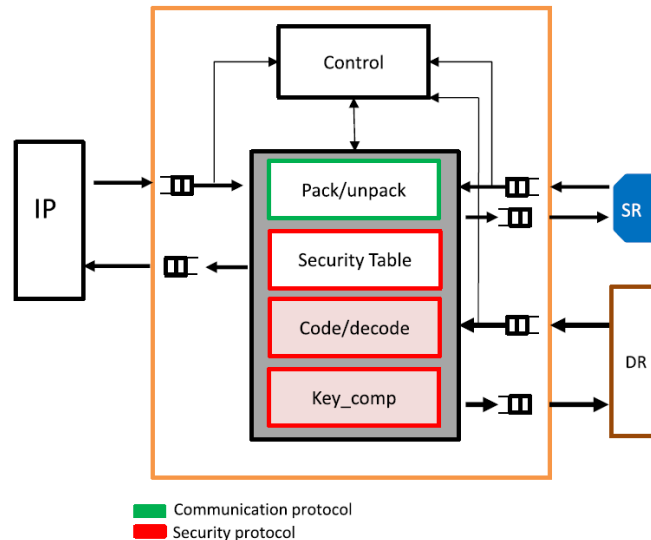 Control
IP
Pack/unpack
SR
Security Table
Code/decode
DR
Key_comp
Communication protocol
Security protocol